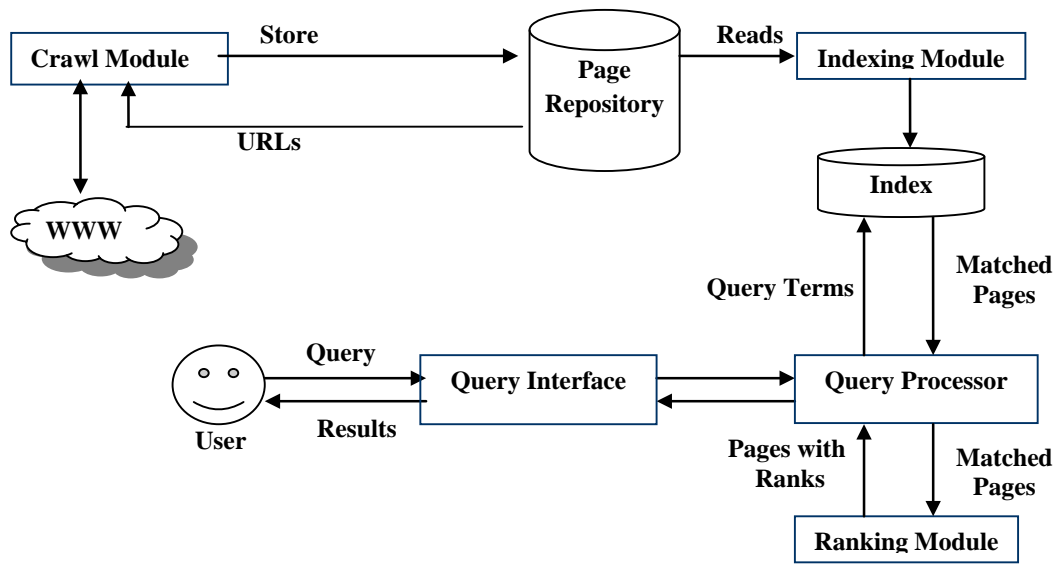 Store
Reads
Crawl Module
Indexing Module
Page
Repository
URLs
Index
WWW
Query Terms
Matched
Pages
Query
Query Interface
Query Processor
Results
User
Pages with
Ranks
Matched
Pages
Ranking Module